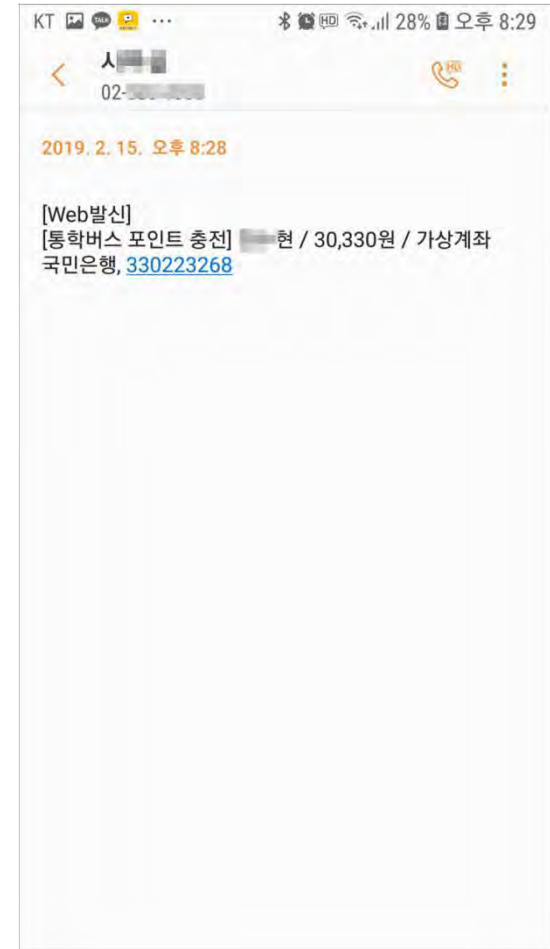 KT ··· HD 28% 오후 8:29
02-
HD
2019. 2. 15. 오후 8:28
[Web발신]
[통학버스 포인트 충전] 현 / 30,330원 / 가상계좌
국민은행, 330223268